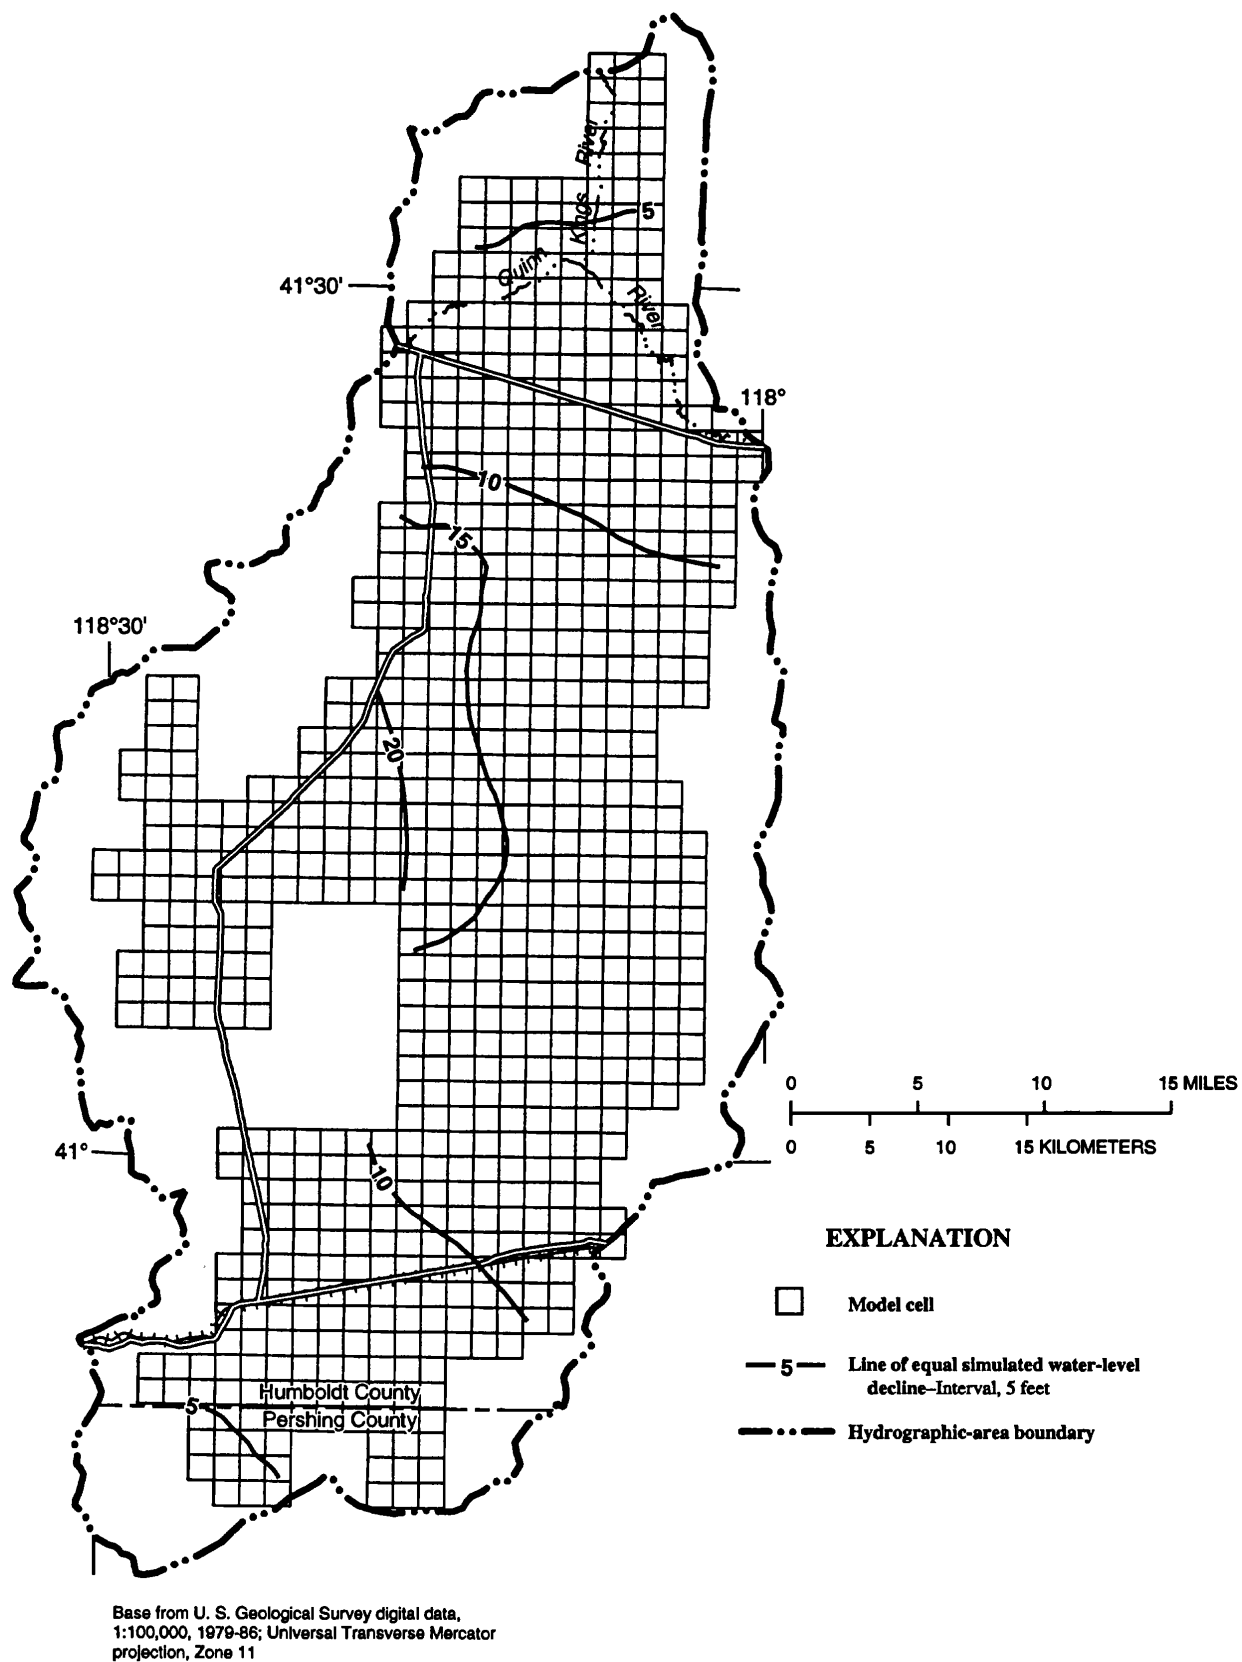 Kings River
5
41°30'
Quinn River
118°
10
15
118°30'
20
0 5 10 15 MILES
0 5 10 15 KILOMETERS
41°
10
EXPLANATION
Model cell
5 Line of equal simulated water-level
decline–Interval, 5 feet
Hydrographic-area boundary
Humboldt County
5
Pershing County
Base from U. S. Geological Survey digital data,
1:100,000, 1979-86; Universal Transverse Mercator
projection, Zone 11